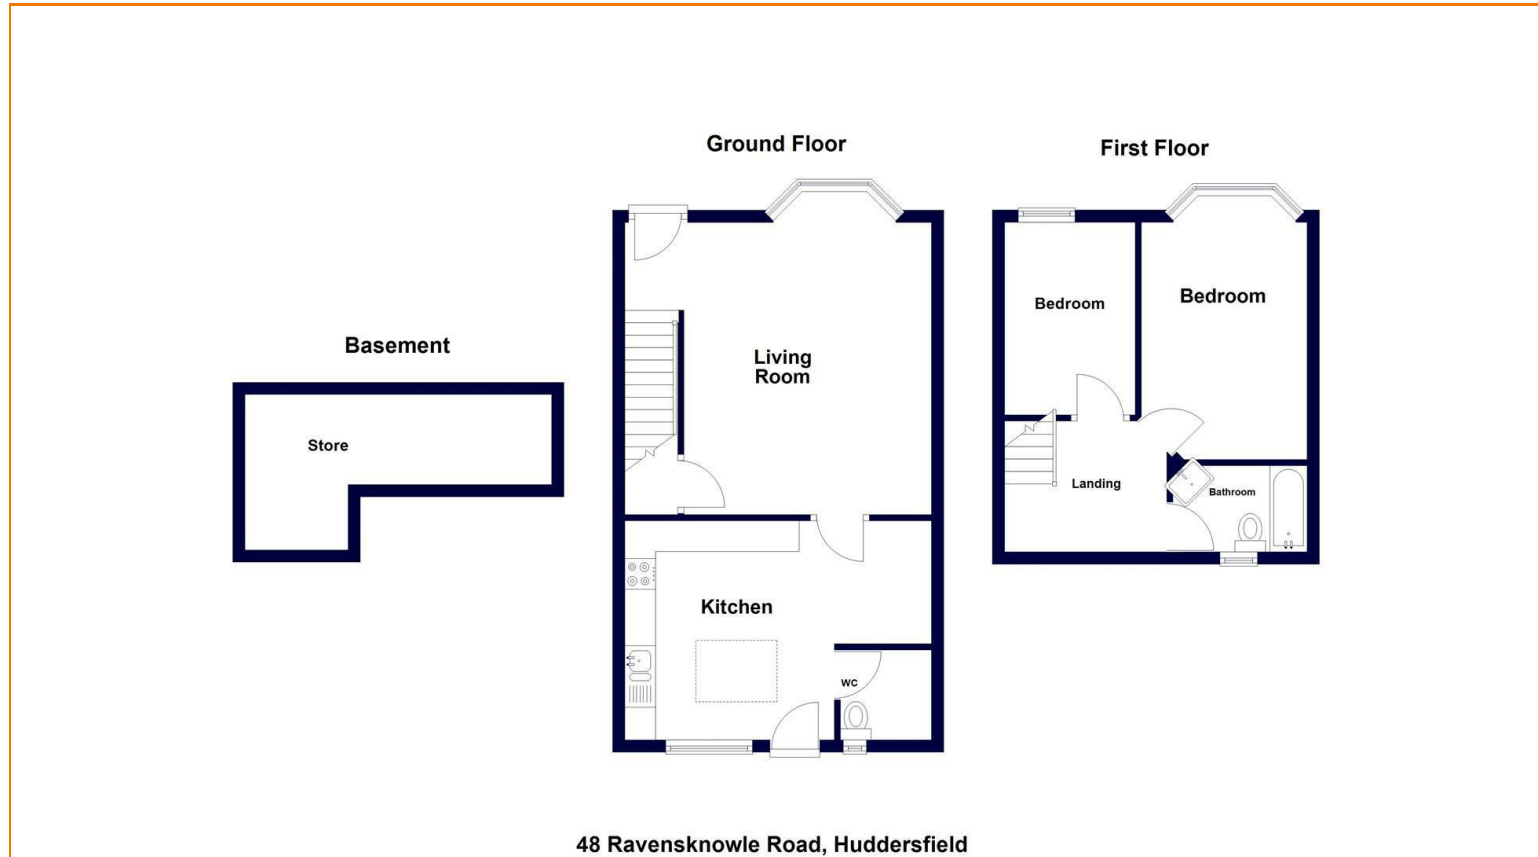 Ground Floor
First Floor
Basement
Store
Living
Room
Kitchen
WC
Bedroom
Bedroom
Landing
Bathroom
48 Ravensknowle Road, Huddersfield